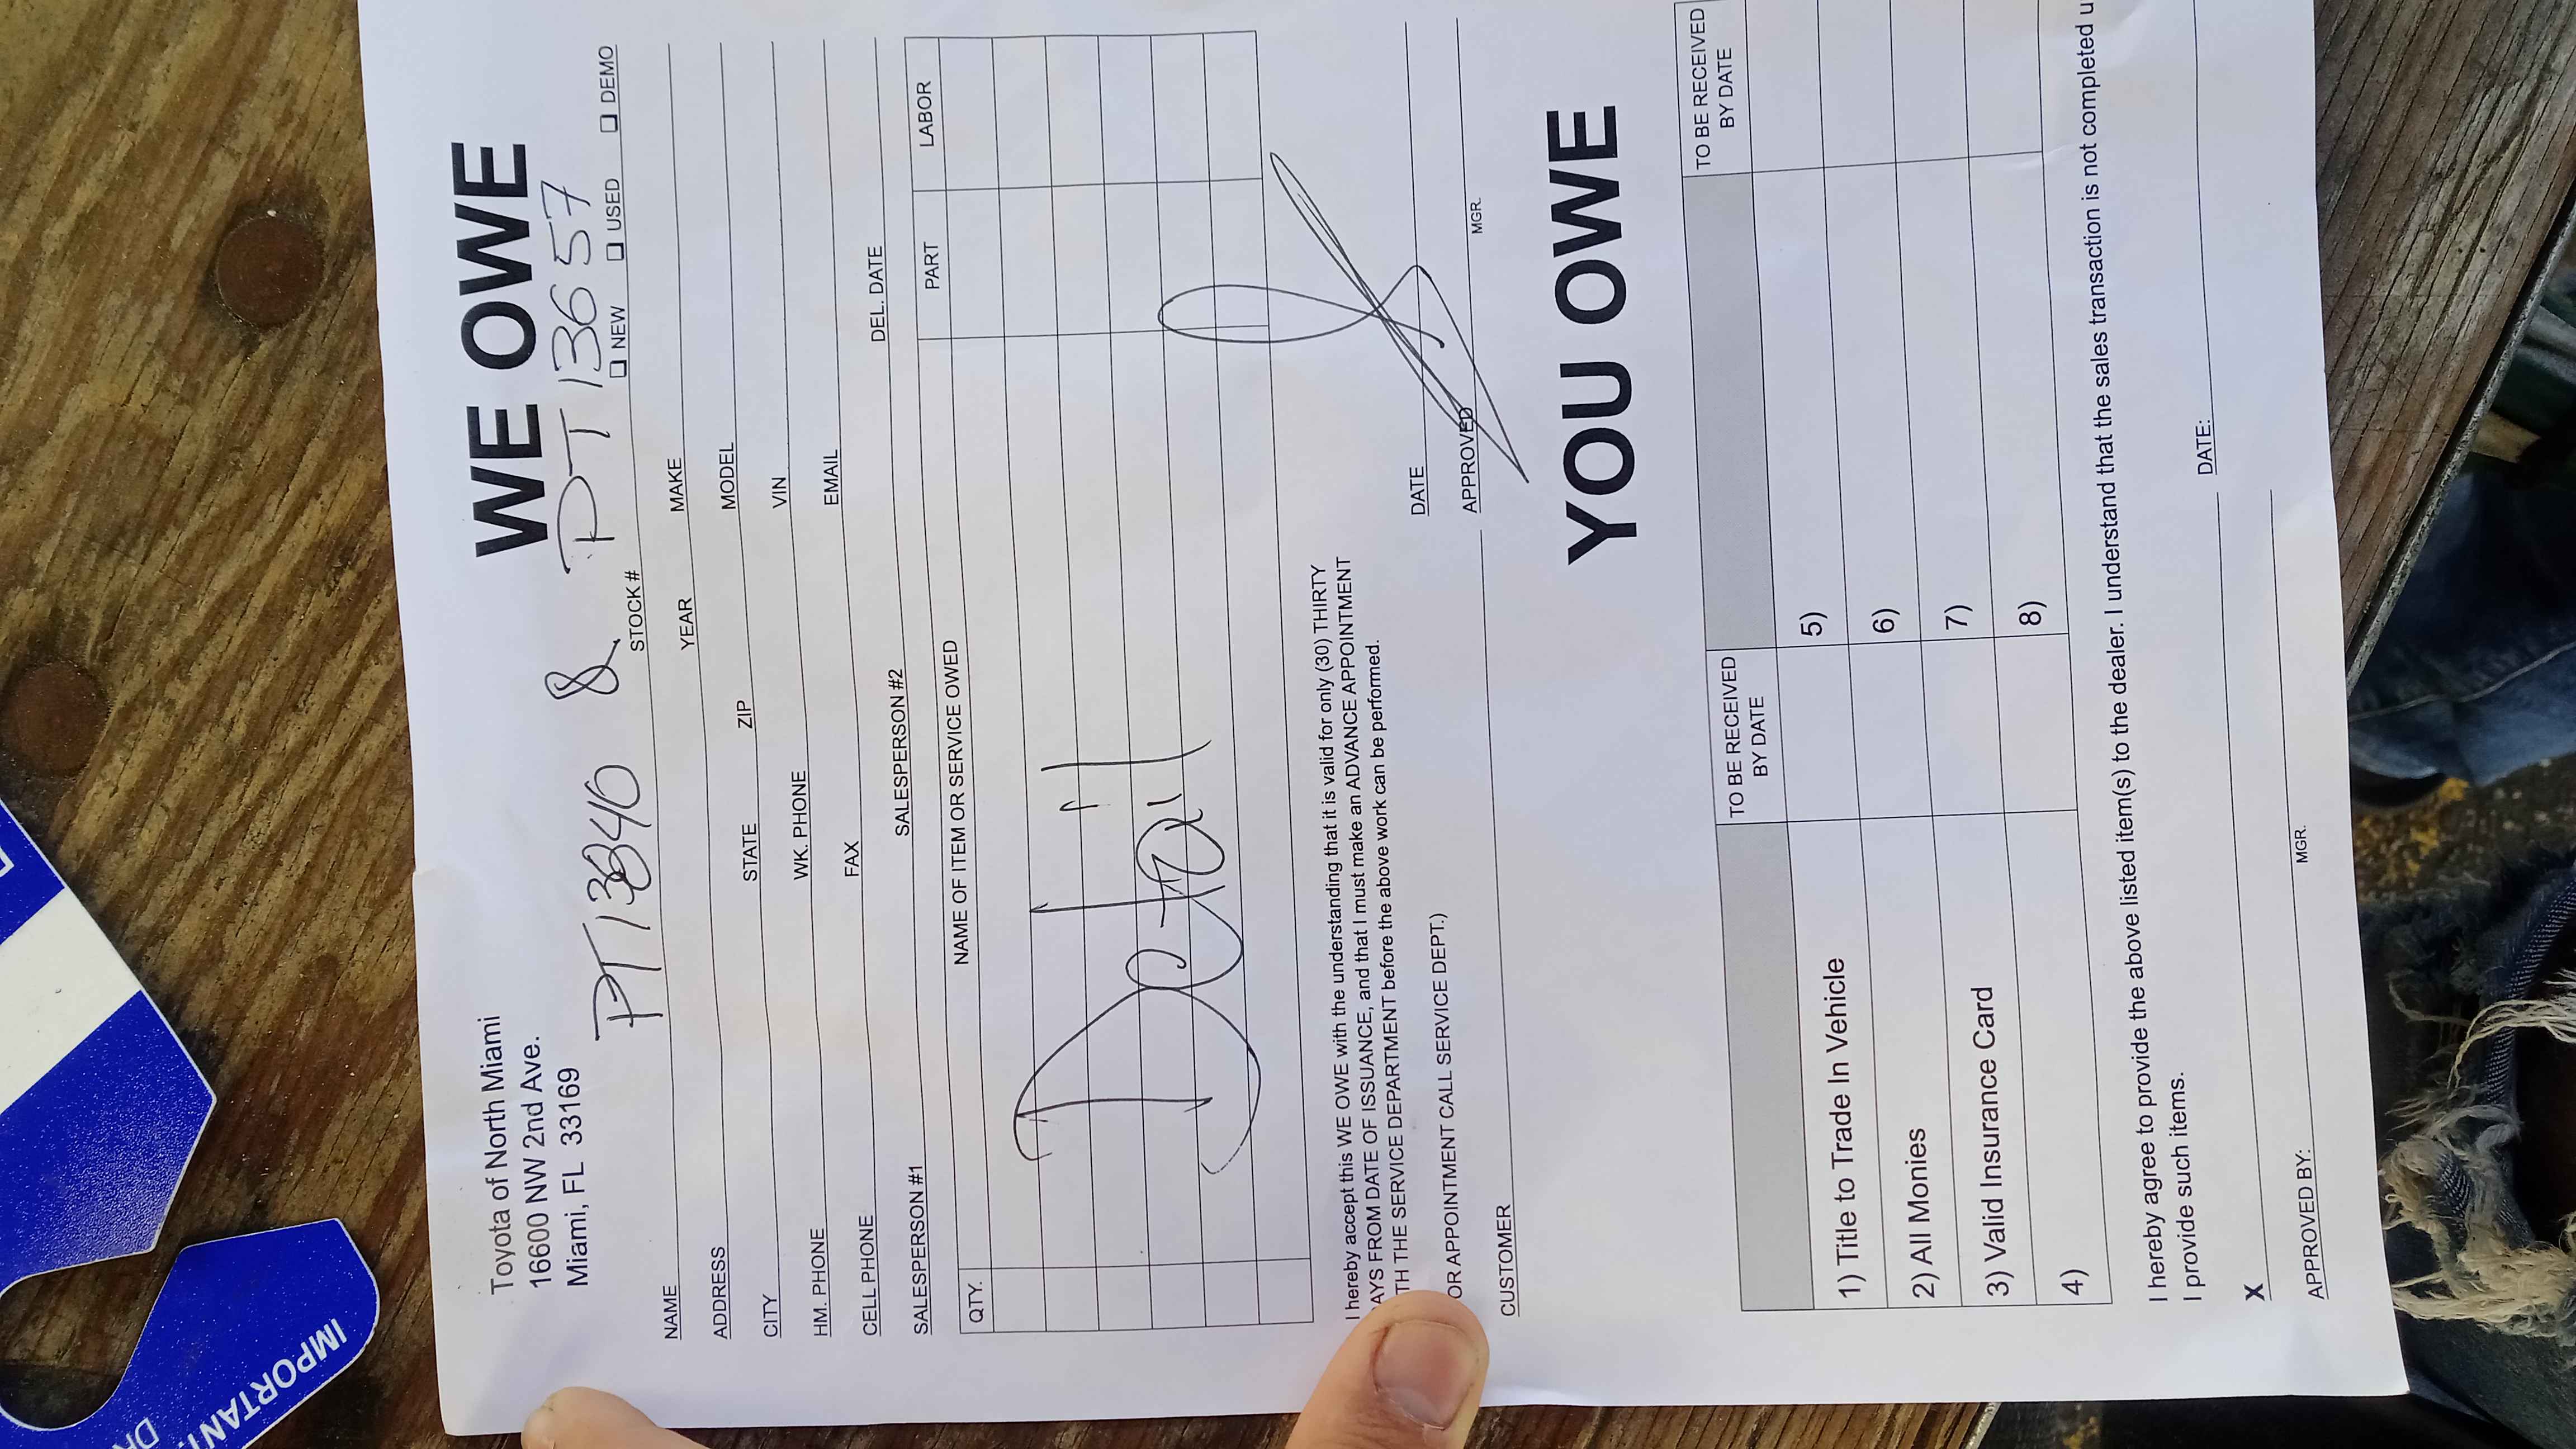 Toyota of North Miami
16600 NW 2nd Ave.
Miami, FL 33169
WE OWE
PT13840 & PT13657
STOCK# ❑ NEW ❑ USED ❑ DEMO
NAME YEAR MAKE
ADDRESS MODEL
CITY STATE ZIP VIN
HM. PHONE WK. PHONE EMAIL
CELL PHONE FAX DEL. DATE
SALESPERSON #1 SALESPERSON #2
QTY. NAME OF ITEM OR SERVICE OWED PART LABOR
Detail
I hereby accept this WE OWE with the understanding that it is valid for only (30) THIRTY
AYS FROM DATE OF ISSUANCE, and that I must make an ADVANCE APPOINTMENT
TH THE SERVICE DEPARTMENT before the above work can be performed.
OR APPOINTMENT CALL SERVICE DEPT.)
DATE
CUSTOMER APPROVED MGR.
YOU OWE
TO BE RECEIVED BY DATE TO BE RECEIVED BY DATE
1) Title to Trade In Vehicle 5)
2) All Monies 6)
3) Valid Insurance Card 7)
4) 8)
I hereby agree to provide the above listed item(s) to the dealer. I understand that the sales transaction is not completed u
I provide such items.
X DATE:
APPROVED BY: MGR.
IMPORTAN